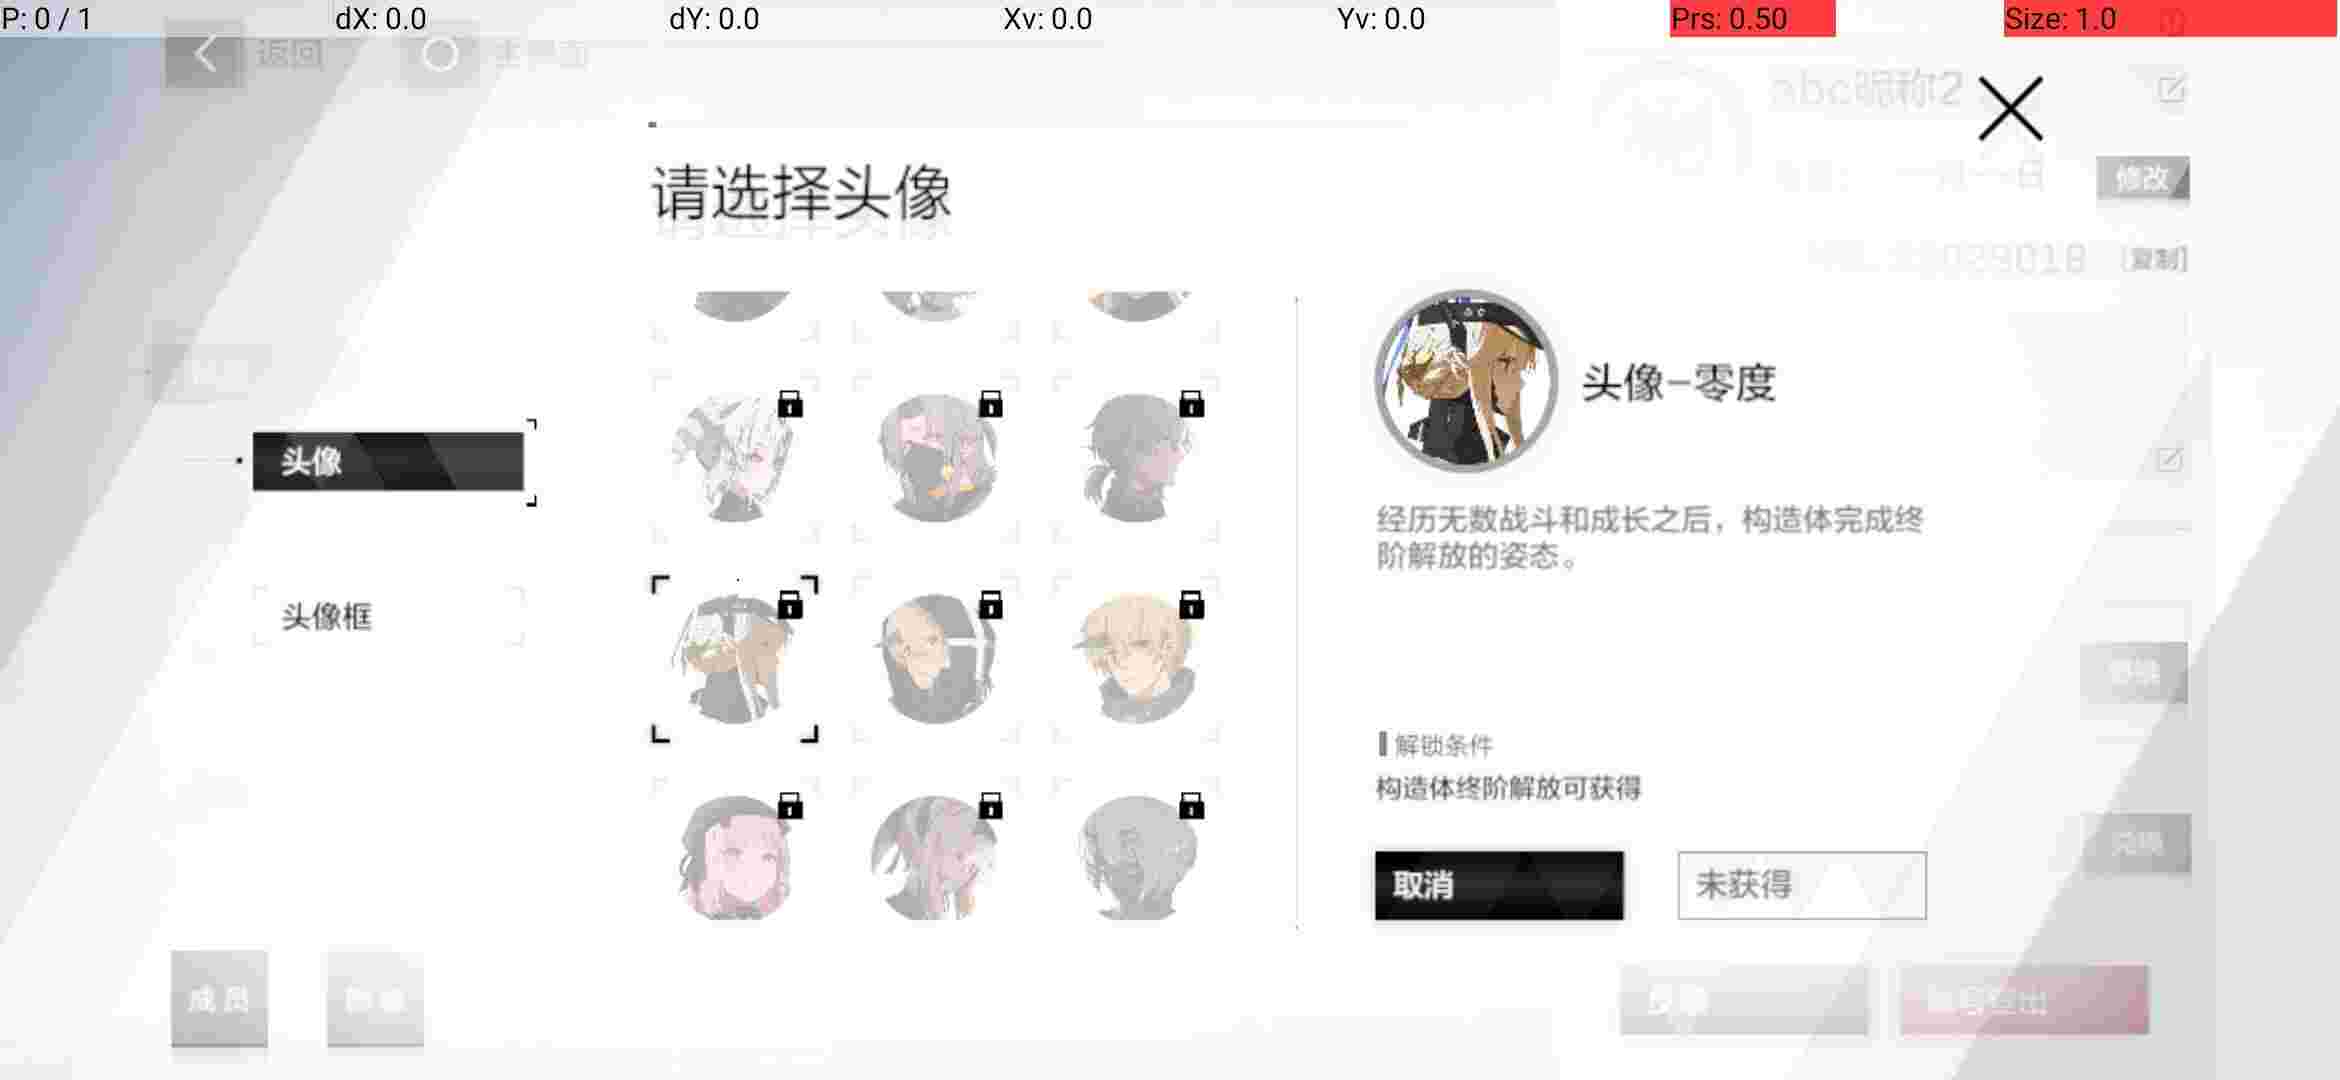 P: 0 / 1
dX: 0.0
dY: 0.0
Xv: 0.0
Yv: 0.0
Prs: 0.50
Size: 1.0
返回
主界面
abc昵称2
修改
[复制]
请选择头像
头像
头像框
头像-零度
经历无数战斗和成长之后，构造体完成终
阶解放的姿态。
解锁条件
构造体终阶解放可获得
取消
未获得
成员